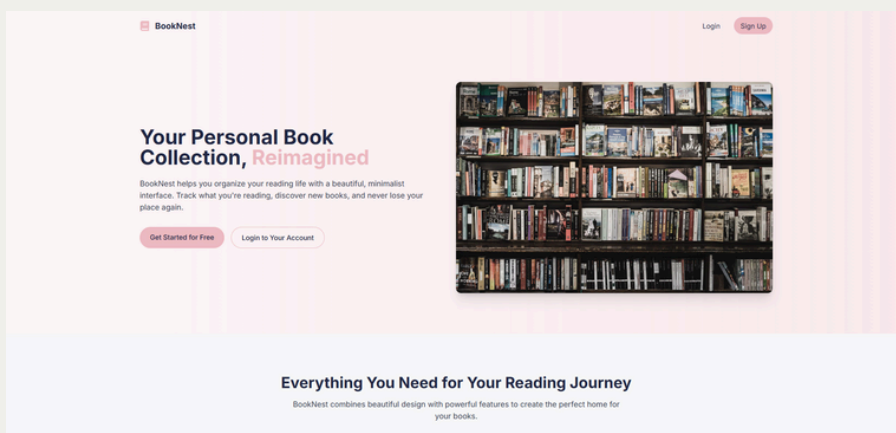 BookNest
Login
Sign Up
Your Personal Book
Collection, Reimagined
BookNest helps you organize your reading life with a beautiful, minimalist
interface. Track what you're reading, discover new books, and never lose your
place again.
Get Started for Free
Login to Your Account
Everything You Need for Your Reading Journey
BookNest combines beautiful design with powerful features to create the perfect home for
your books.